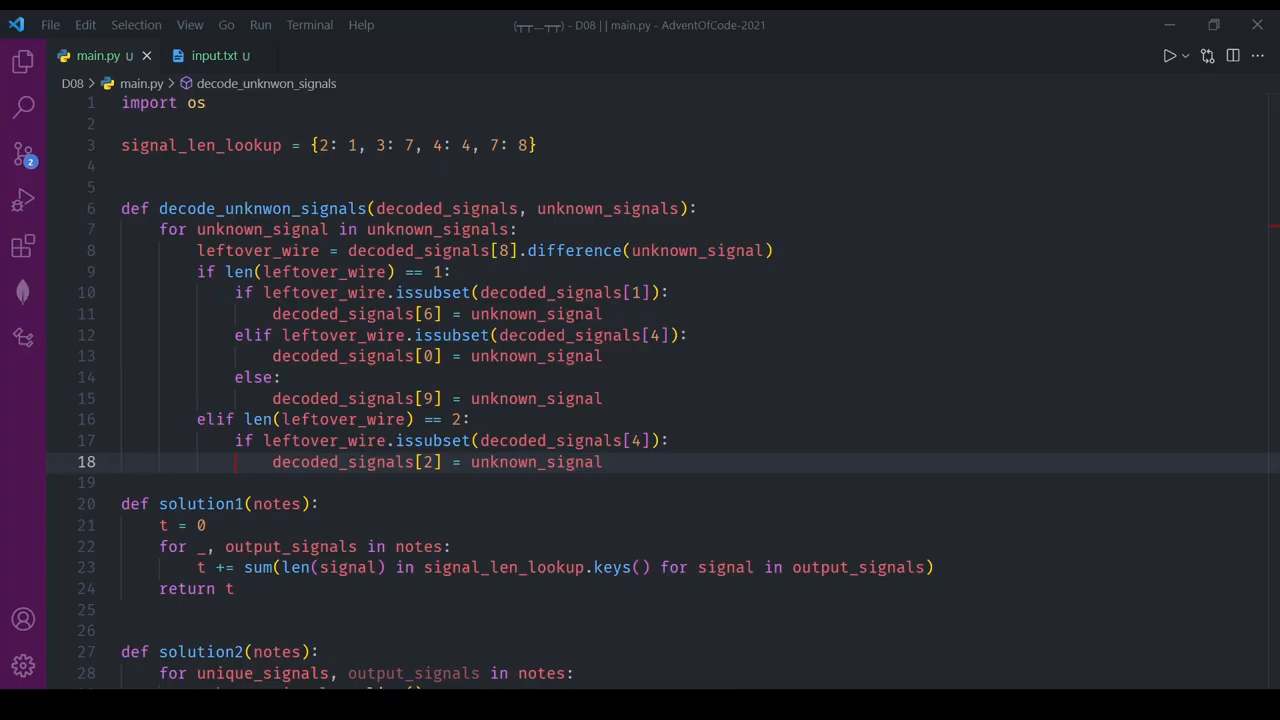 File Edit Selection View Go Run Terminal Help (┬┬﹏┬┬) - D08 || main.py - AdventOfCode-2021
main.py U input.txt U
D08 > main.py > decode_unknwon_signals
1 import os
2
3 signal_len_lookup = {2: 1, 3: 7, 4: 4, 7: 8}
4
5
6 def decode_unknwon_signals(decoded_signals, unknown_signals):
7 for unknown_signal in unknown_signals:
8 leftover_wire = decoded_signals[8].difference(unknown_signal)
9 if len(leftover_wire) == 1:
10 if leftover_wire.issubset(decoded_signals[1]):
11 decoded_signals[6] = unknown_signal
12 elif leftover_wire.issubset(decoded_signals[4]):
13 decoded_signals[0] = unknown_signal
14 else:
15 decoded_signals[9] = unknown_signal
16 elif len(leftover_wire) == 2:
17 if leftover_wire.issubset(decoded_signals[4]):
18 decoded_signals[2] = unknown_signal
19
20 def solution1(notes):
21 t = 0
22 for _, output_signals in notes:
23 t += sum(len(signal) in signal_len_lookup.keys() for signal in output_signals)
24 return t
25
26
27 def solution2(notes):
28 for unique_signals, output_signals in notes:
2